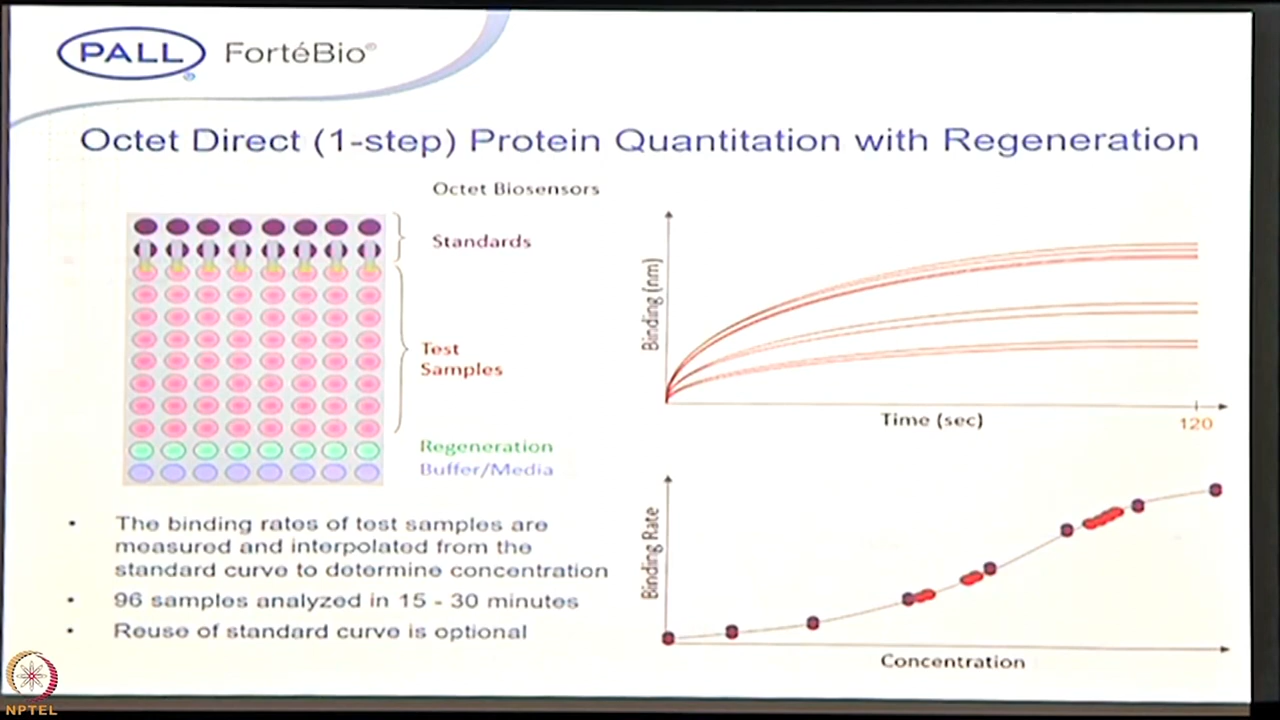 PALL FortéBio®
®
Octet Direct (1-step) Protein Quantitation with Regeneration
Octet Biosensors
Standards
Test
Samples
Regeneration
Buffer/Media
Binding (nm)
Time (sec)
120
Binding Rate
Concentration
• The binding rates of test samples are
measured and interpolated from the
standard curve to determine concentration
• 96 samples analyzed in 15 - 30 minutes
• Reuse of standard curve is optional
NPTEL